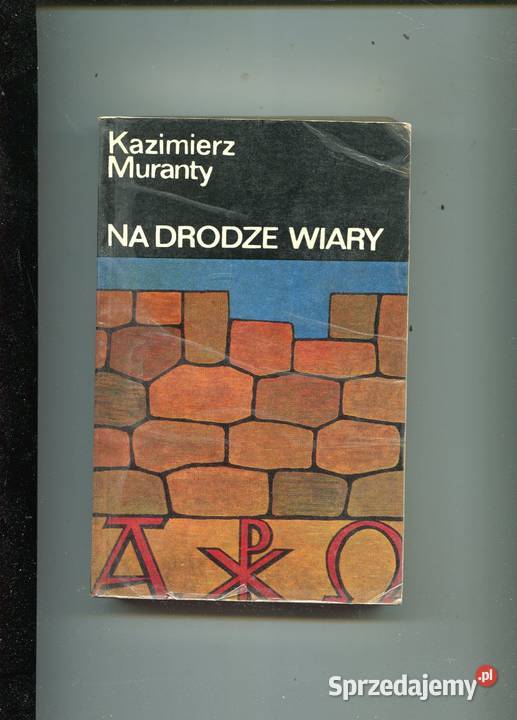 Kazimierz
Muranty
NA DRODZE WIARY
Α ☧ Ω
Sprzedajemy.pl